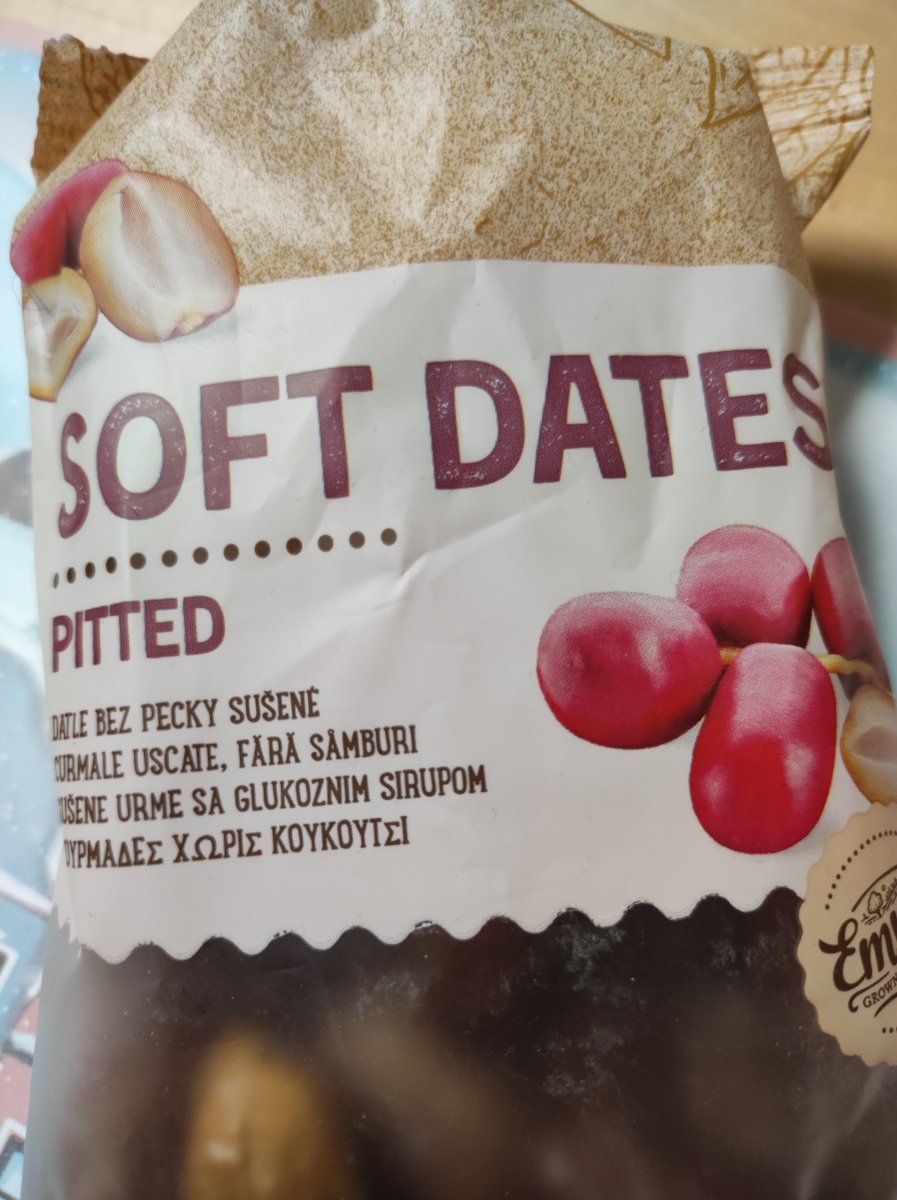 SOFT DATES
PITTED
DATLE BEZ PECKY SUŠENÉ
CURMALE USCATE, FĂRĂ SÂMBURI
SUŠENE URME SA GLUKOZNIM SIRUPOM
ΧΟΥΡΜΑΔΕΣ ΧΩΡΙΣ ΚΟΥΚΟΥΤΣΙ